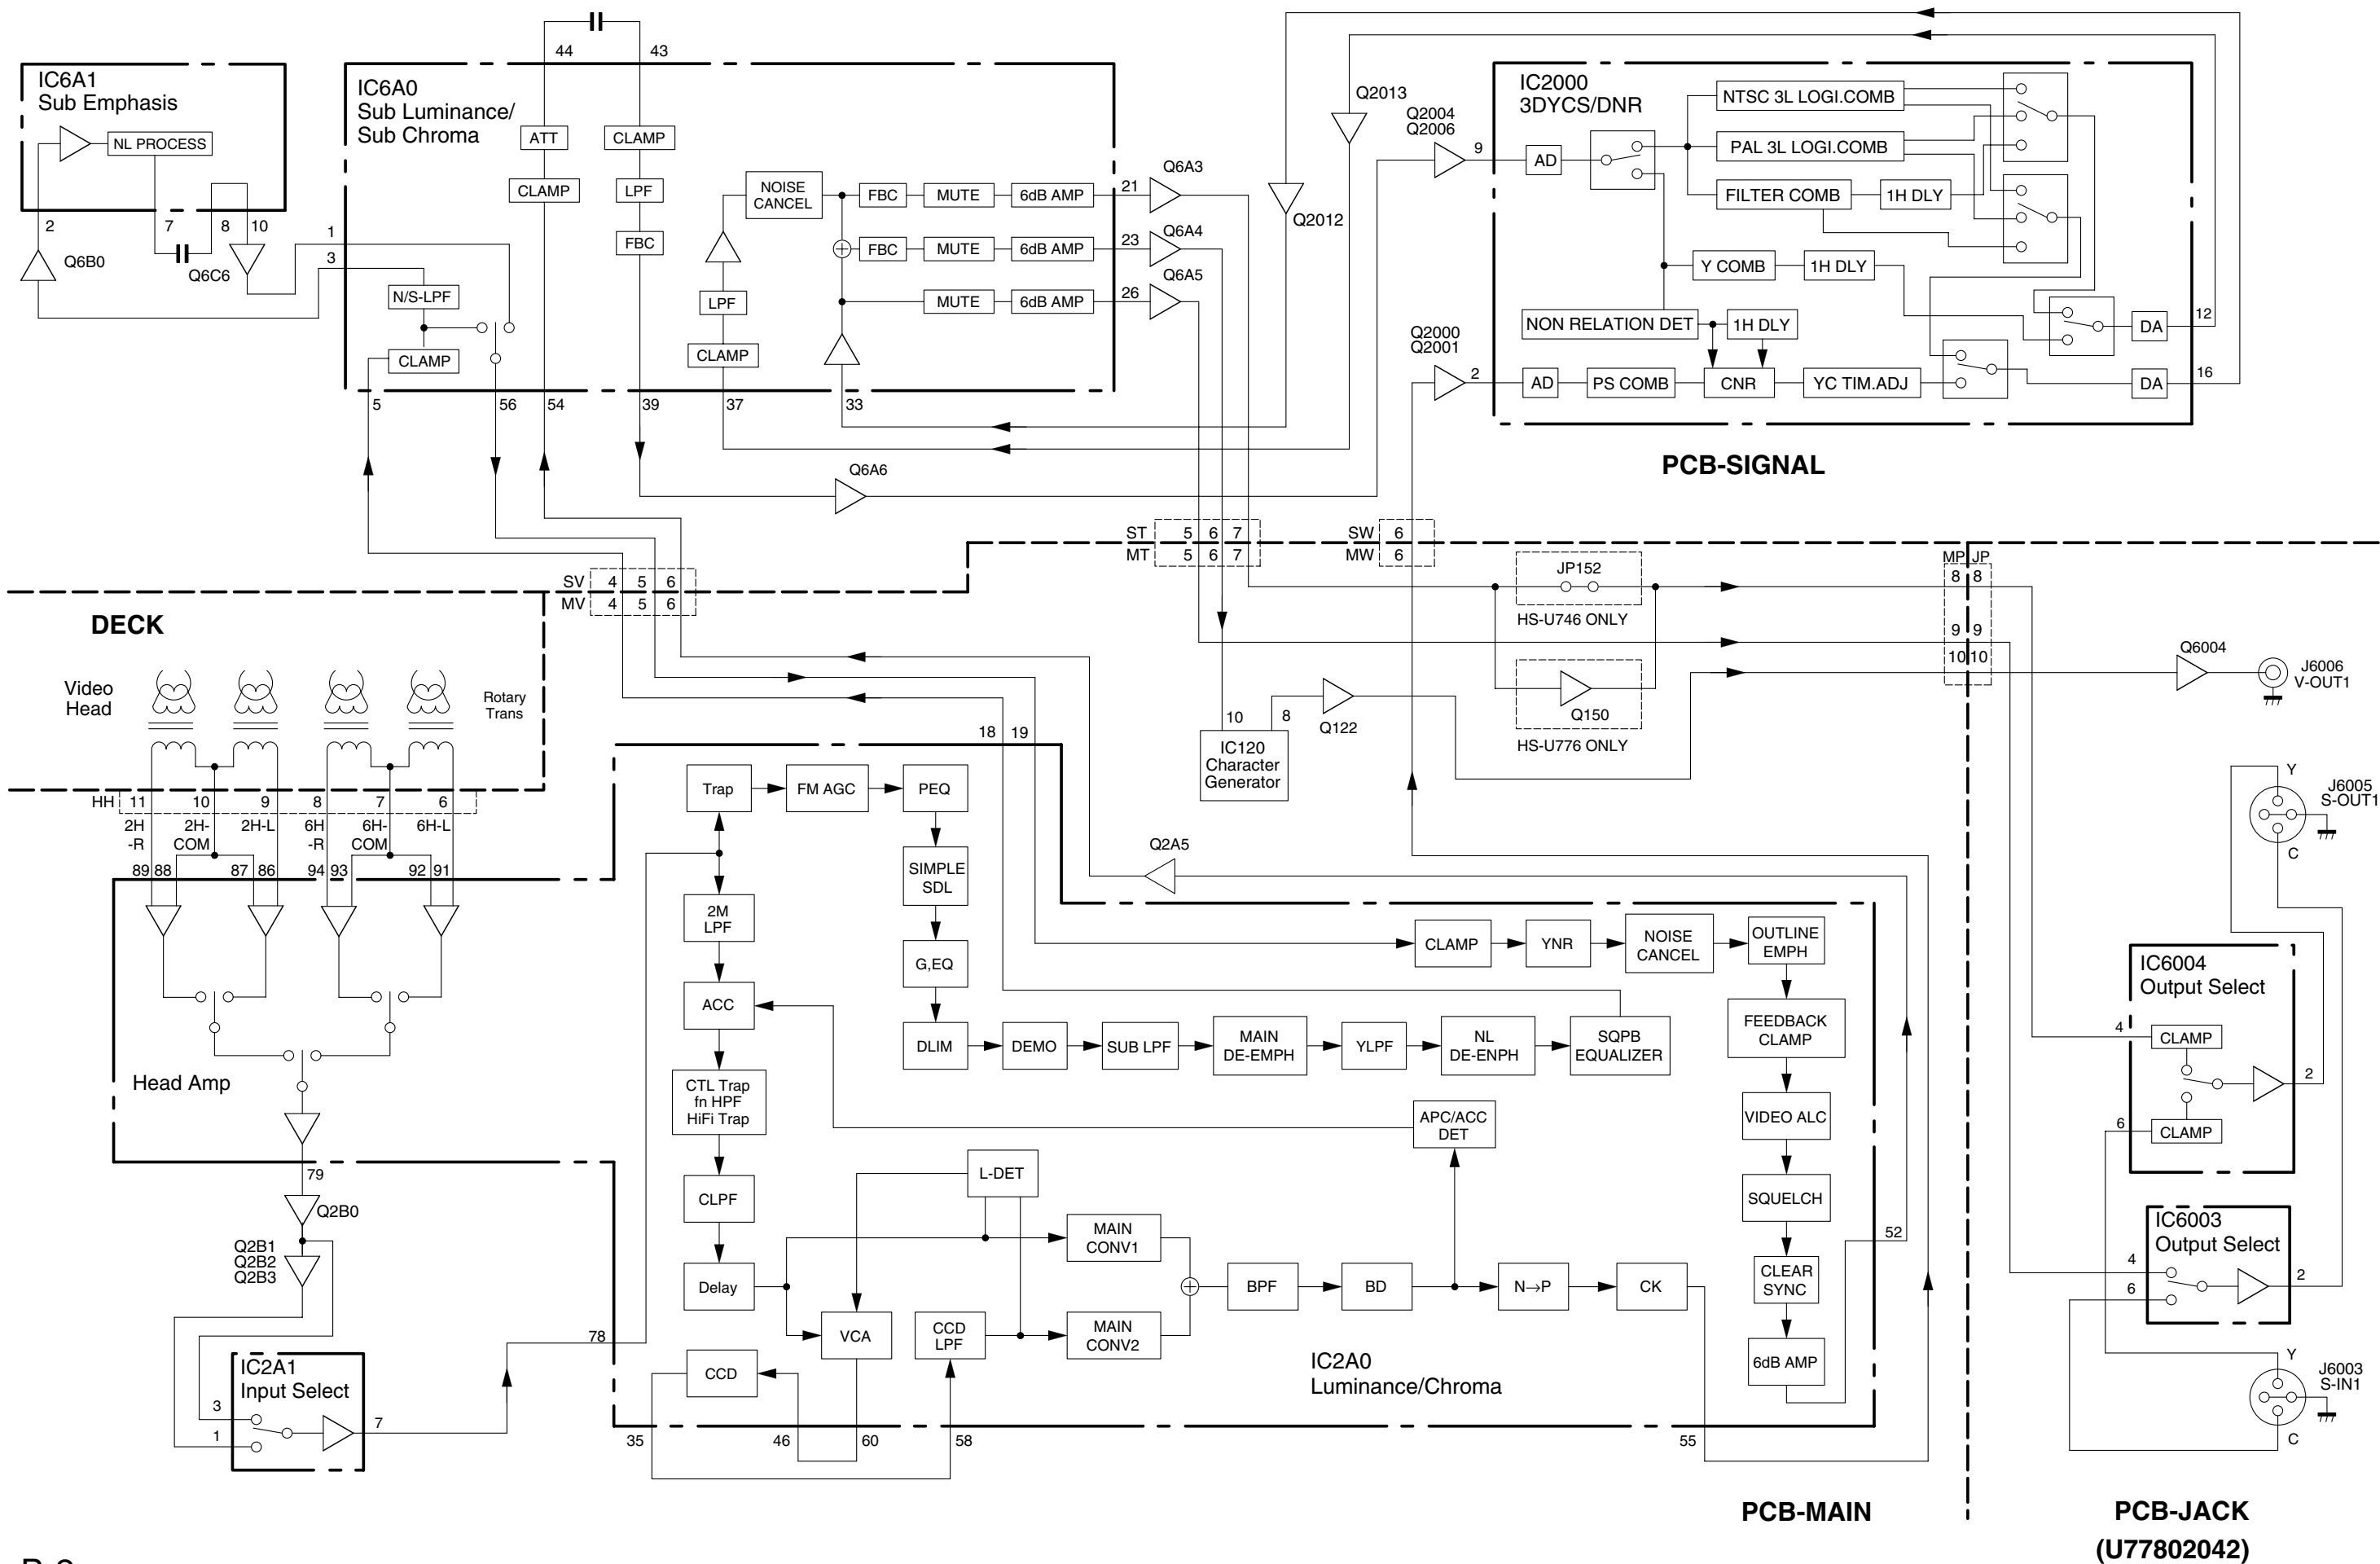 44
43
IC6A1
Sub Emphasis
NL PROCESS
2
7
8
10
Q6B0
Q6C6
IC6A0
Sub Luminance/
Sub Chroma
ATT
CLAMP
CLAMP
LPF
FBC
NOISE
CANCEL
FBC
MUTE
6dB AMP
21
Q6A3
FBC
MUTE
6dB AMP
23
Q6A4
MUTE
6dB AMP
26
Q6A5
1
3
N/S-LPF
CLAMP
LPF
CLAMP
5
56
54
39
37
33
Q6A6
Q2013
Q2012
Q2004
Q2006
9
IC2000
3DYCS/DNR
AD
NTSC 3L LOGI.COMB
PAL 3L LOGI.COMB
FILTER COMB
1H DLY
Y COMB
1H DLY
NON RELATION DET
1H DLY
Q2000
Q2001
2
AD
PS COMB
CNR
YC TIM.ADJ
DA
12
DA
16
PCB-SIGNAL
ST
5
6
7
MT
5
6
7
SW
6
MW
6
SV
4
5
6
MV
4
5
6
MP
JP
8
8
9
9
10
10
JP152
HS-U746 ONLY
Q150
HS-U776 ONLY
Q6004
J6006
V-OUT1
DECK
Video
Head
Rotary
Trans
HH
11
10
9
8
7
6
2H
-R
2H-
COM
2H-L
6H
-R
6H-
COM
6H-L
89
88
87
86
94
93
92
91
Head Amp
79
Q2B0
Q2B1
Q2B2
Q2B3
IC2A1
Input Select
3
1
7
78
18
19
10
8
IC120
Character
Generator
Q122
Trap
FM AGC
PEQ
SIMPLE
SDL
G,EQ
DLIM
DEMO
SUB LPF
MAIN
DE-EMPH
YLPF
NL
DE-ENPH
SQPB
EQUALIZER
2M
LPF
ACC
CTL Trap
fn HPF
HiFi Trap
CLPF
Delay
Q2A5
CLAMP
YNR
NOISE
CANCEL
OUTLINE
EMPH
FEEDBACK
CLAMP
VIDEO ALC
SQUELCH
CLEAR
SYNC
6dB AMP
52
APC/ACC
DET
L-DET
MAIN
CONV1
VCA
CCD
LPF
MAIN
CONV2
BPF
BD
N→P
CK
CCD
IC2A0
Luminance/Chroma
35
46
60
58
55
Y
J6005
S-OUT1
C
IC6004
Output Select
4
CLAMP
2
6
CLAMP
IC6003
Output Select
4
6
2
Y
J6003
S-IN1
C
PCB-MAIN
PCB-JACK
(U77802042)